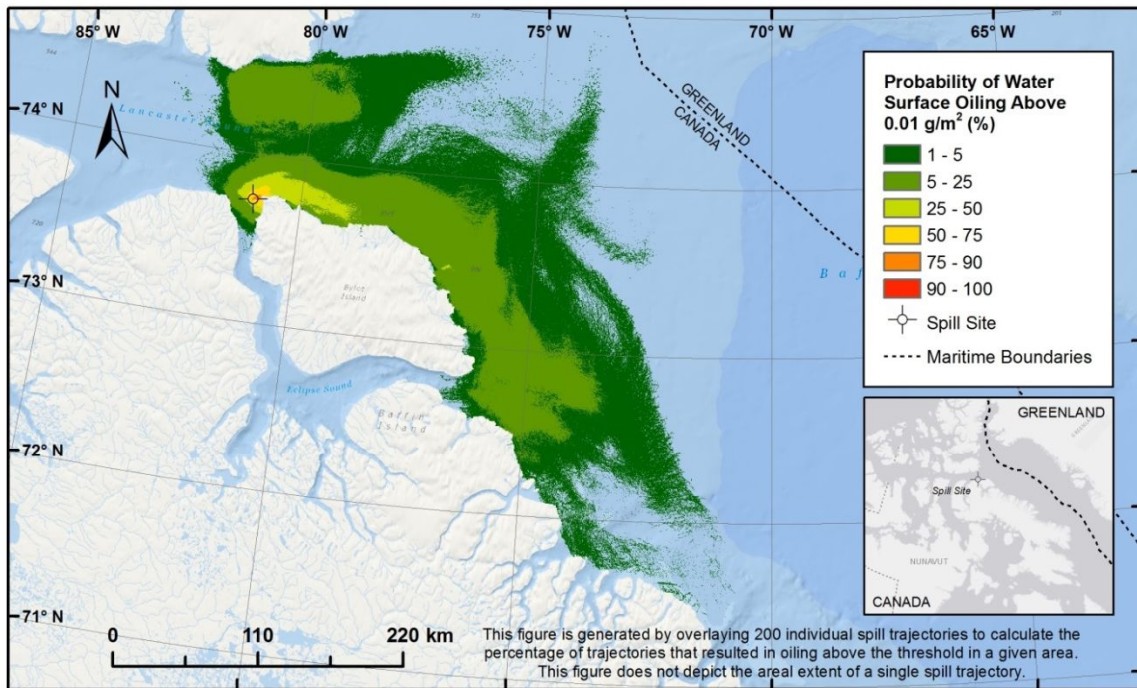 85° W
80° W
75° W
70° W
65° W
74° N
73° N
72° N
71° N
N
Lancaster Sound
Bylot
Island
Eclipse Sound
Baffin
Island
GREENLAND
CANADA
Baf
Probability of Water
Surface Oiling Above
0.01 g/m² (%)
1 - 5
5 - 25
25 - 50
50 - 75
75 - 90
90 - 100
Spill Site
Maritime Boundaries
GREENLAND
Spill Site
NUNAVUT
CANADA
0 110 220 km
This figure is generated by overlaying 200 individual spill trajectories to calculate the
percentage of trajectories that resulted in oiling above the threshold in a given area.
This figure does not depict the areal extent of a single spill trajectory.